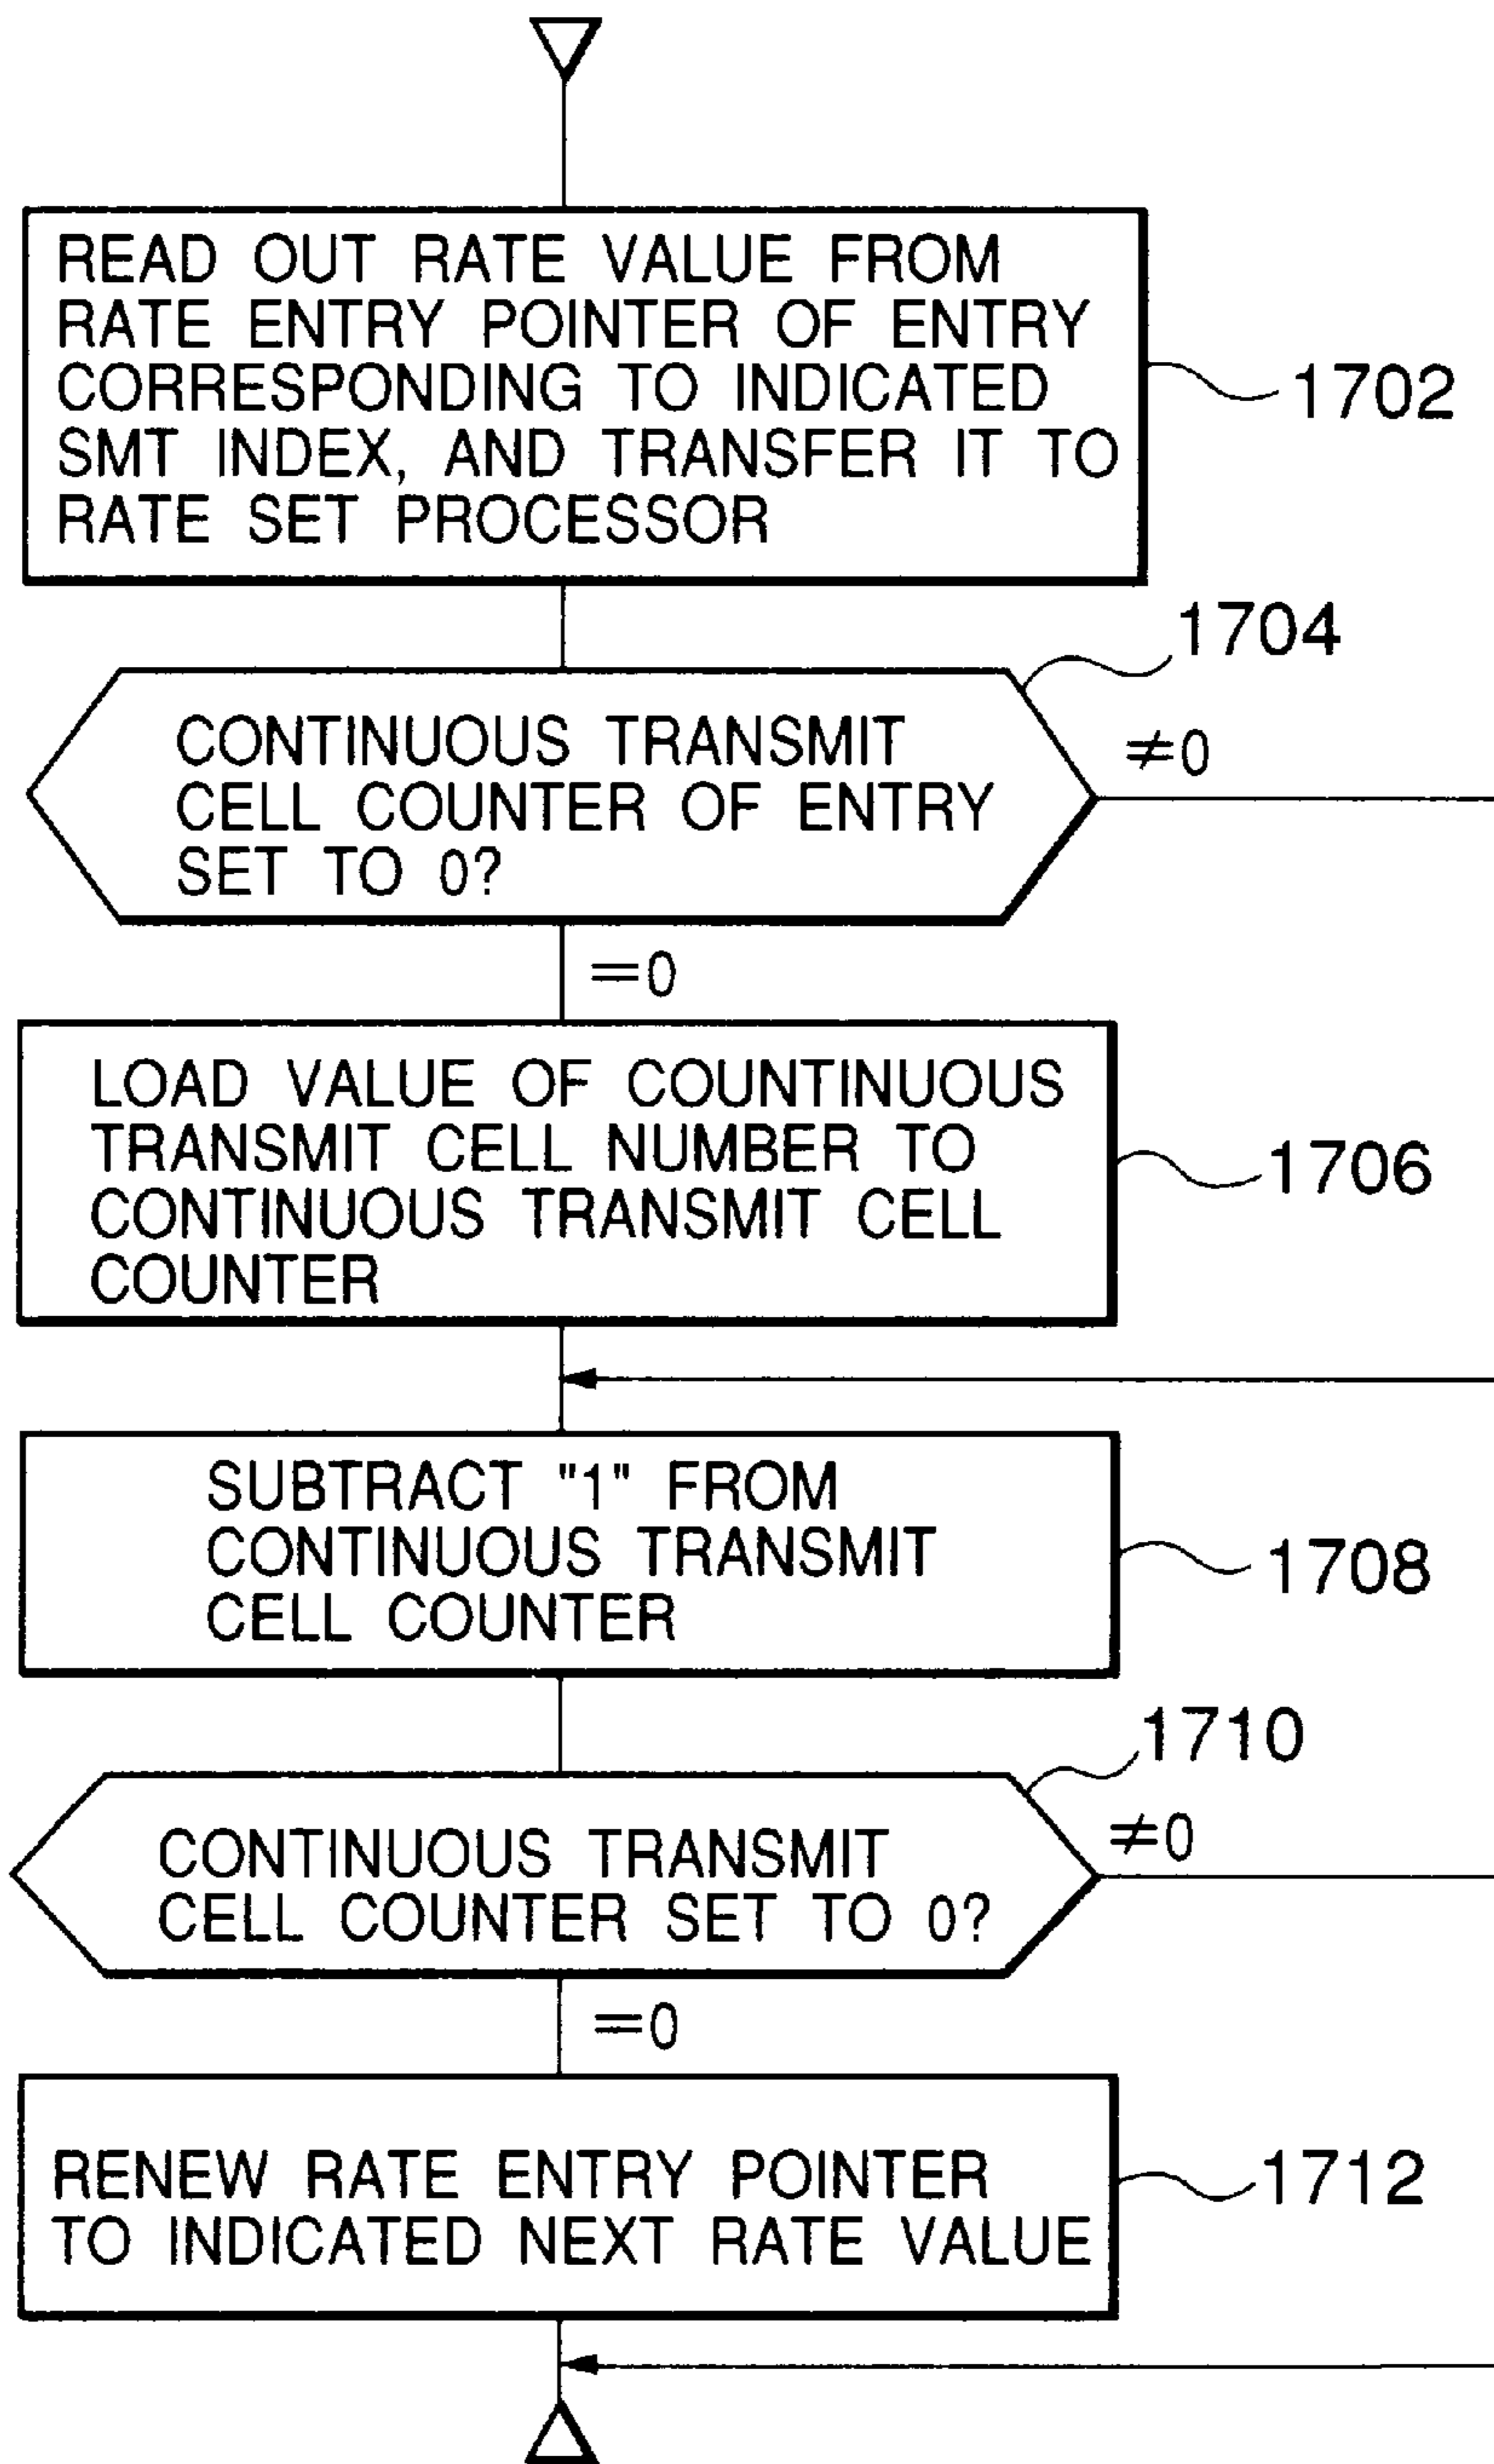 READ OUT RATE VALUE FROM
RATE ENTRY POINTER OF ENTRY
CORRESPONDING TO INDICATED
SMT INDEX, AND TRANSFER IT TO
RATE SET PROCESSOR
1702
1704
CONTINUOUS TRANSMIT
CELL COUNTER OF ENTRY
SET TO 0?
≠0
=0
LOAD VALUE OF COUNTINUOUS
TRANSMIT CELL NUMBER TO
CONTINUOUS TRANSMIT CELL
COUNTER
1706
SUBTRACT "1" FROM
CONTINUOUS TRANSMIT
CELL COUNTER
1708
1710
CONTINUOUS TRANSMIT
CELL COUNTER SET TO 0?
≠0
=0
RENEW RATE ENTRY POINTER
TO INDICATED NEXT RATE VALUE
1712